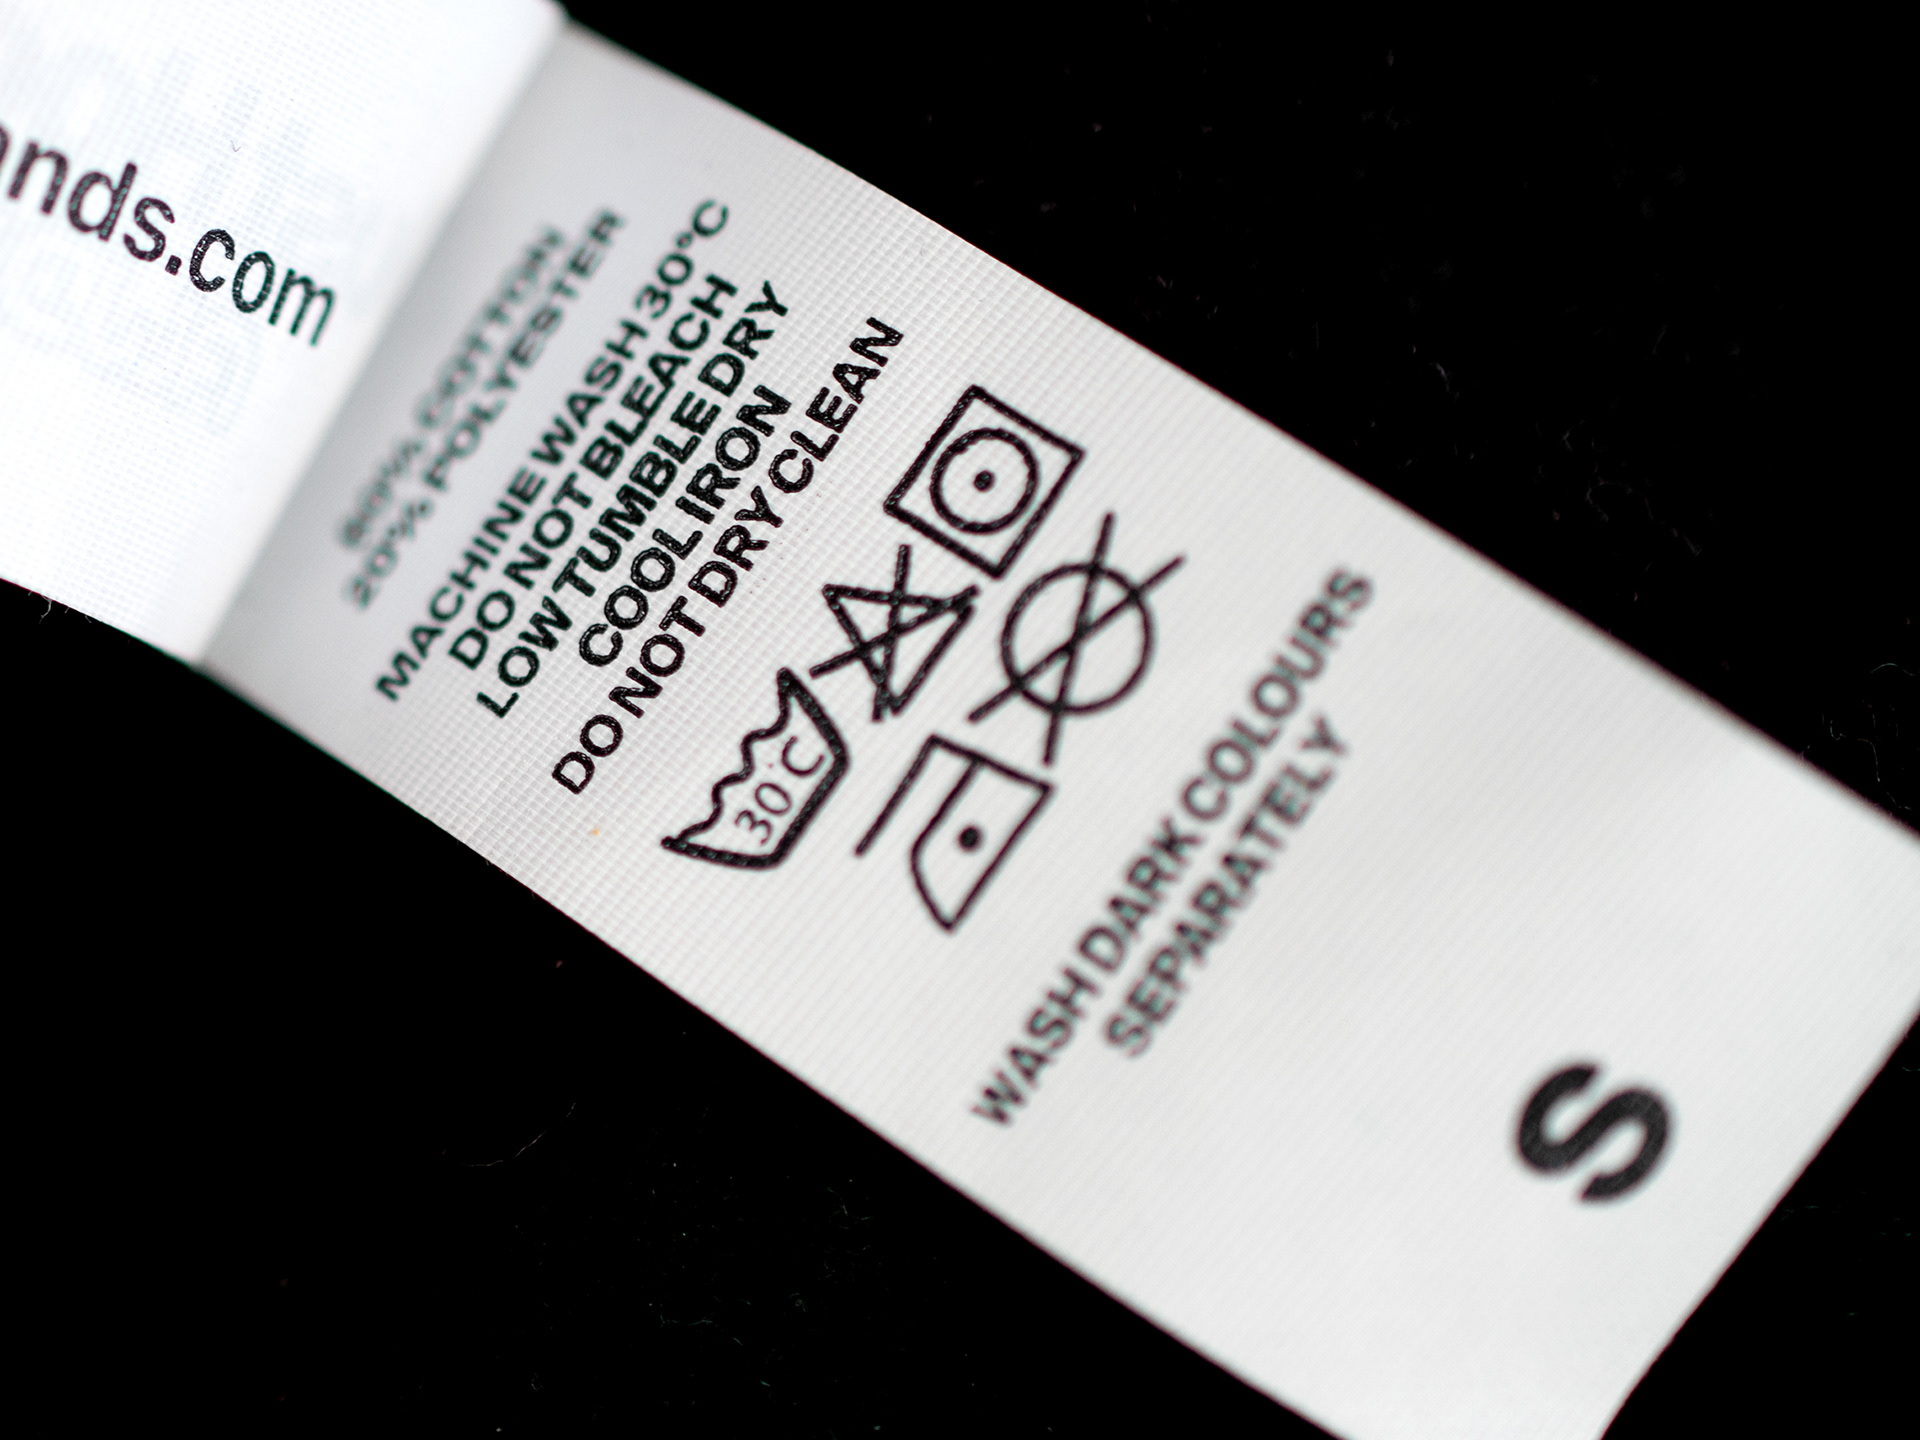 ands.com
80% COTTON
20% POLYESTER
MACHINE WASH 30°C
DO NOT BLEACH
LOW TUMBLE DRY
COOL IRON
DO NOT DRY CLEAN
30°C
WASH DARK COLOURS
SEPARATELY
S